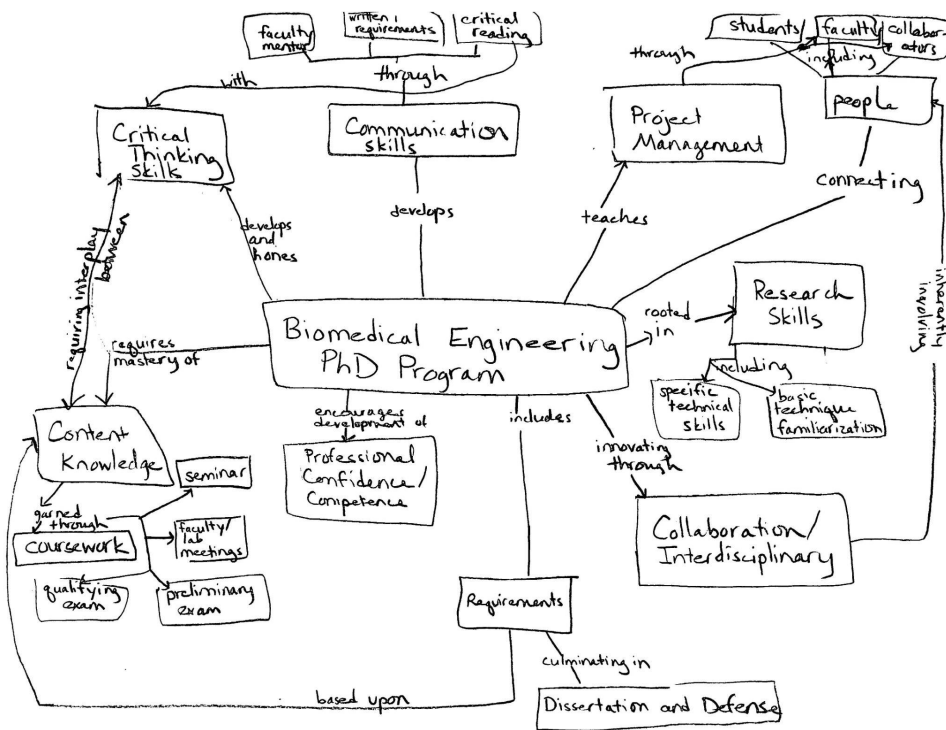 faculty
mentor
written
requirements
critical
reading
students
faculty
collabor-
ators
with
through
through
including
Critical
Thinking
Skills
Communication
skills
Project
Management
people
connecting
develops
and
hones
develops
teaches
requiring interplay
between
inherently
involving
Biomedical Engineering
PhD Program
rooted
in
Research
Skills
requires
mastery of
including
specific
technical
skills
basic
technique
familiarization
encourages
development of
includes
innovating
through
Content
Knowledge
Professional
Confidence/
Competence
seminar
through
coursework
faculty/
lab
meetings
qualifying
exam
preliminary
exam
Collaboration/
Interdisciplinary
Requirements
culminating in
based upon
Dissertation and Defense